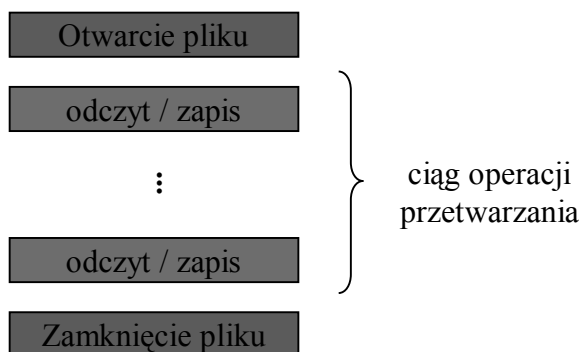 Otwarcie pliku
odczyt / zapis
⋮
ciąg operacji
przetwarzania
odczyt / zapis
Zamknięcie pliku